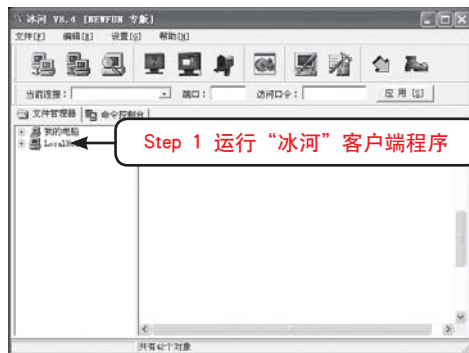 冰河 V8.4 [NEWFUN 专版]
文件[F] 编辑[E] 设置[G] 帮助[H]
当前连接： 端口： 访问口令： 应用[S]
文件管理器 命令控制台
我的电脑
Step 1 运行“冰河”客户端程序
共有42个对象